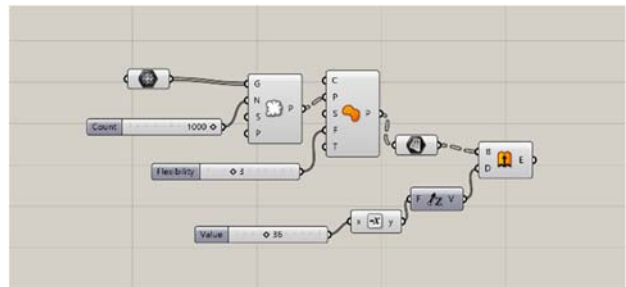 G
N
S
P
P
Count 1000
C
P
S
F
T
P
Flexibility 3
B
D
E
F Z V
x -X y
Value 36